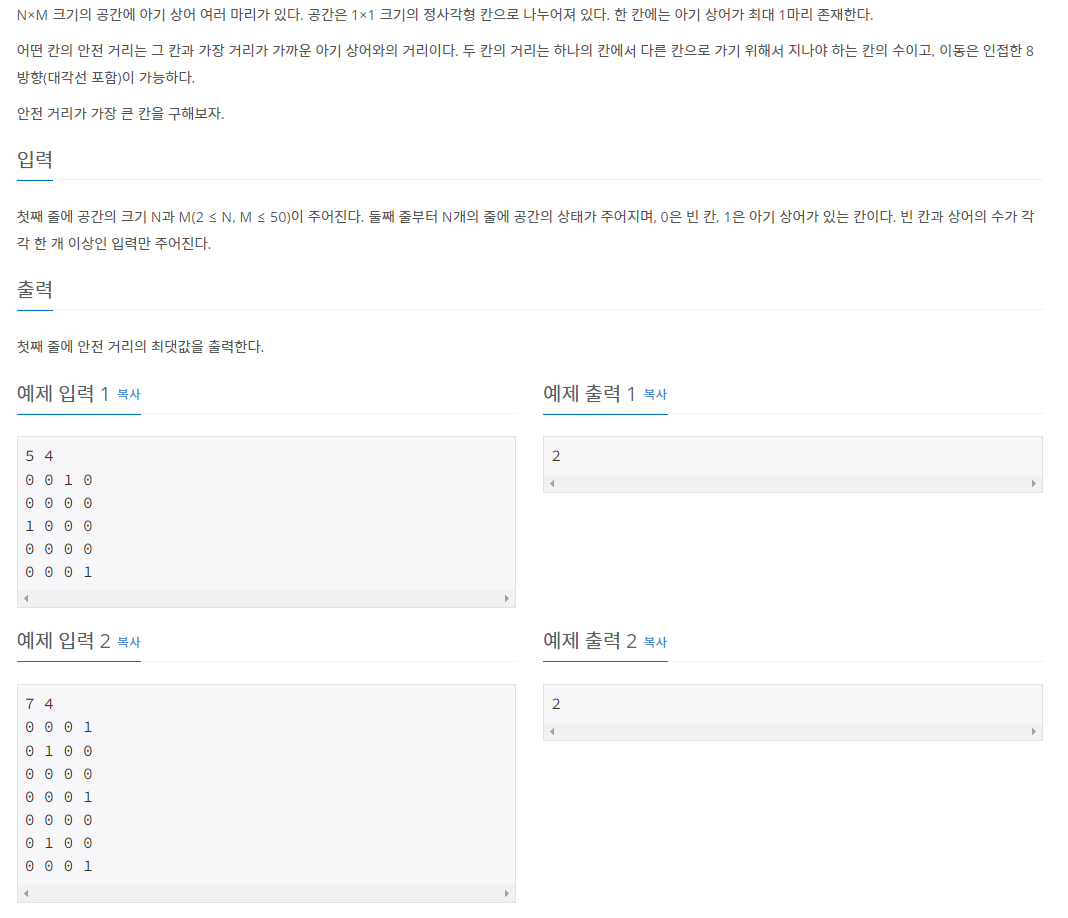 N×M 크기의 공간에 아기 상어 여러 마리가 있다. 공간은 1×1 크기의 정사각형 칸으로 나누어져 있다. 한 칸에는 아기 상어가 최대 1마리 존재한다.
어떤 칸의 안전 거리는 그 칸과 가장 거리가 가까운 아기 상어와의 거리이다. 두 칸의 거리는 하나의 칸에서 다른 칸으로 가기 위해서 지나야 하는 칸의 수이고, 이동은 인접한 8
방향(대각선 포함)이 가능하다.
안전 거리가 가장 큰 칸을 구해보자.
입력
첫째 줄에 공간의 크기 N과 M(2 ≤ N, M ≤ 50)이 주어진다. 둘째 줄부터 N개의 줄에 공간의 상태가 주어지며, 0은 빈 칸, 1은 아기 상어가 있는 칸이다. 빈 칸과 상어의 수가 각
각 한 개 이상인 입력만 주어진다.
출력
첫째 줄에 안전 거리의 최댓값을 출력한다.
예제 입력 1 복사
5 4
0 0 1 0
0 0 0 0
1 0 0 0
0 0 0 0
0 0 0 1
예제 출력 1 복사
2
예제 입력 2 복사
7 4
0 0 0 1
0 1 0 0
0 0 0 0
0 0 0 1
0 0 0 0
0 1 0 0
0 0 0 1
예제 출력 2 복사
2